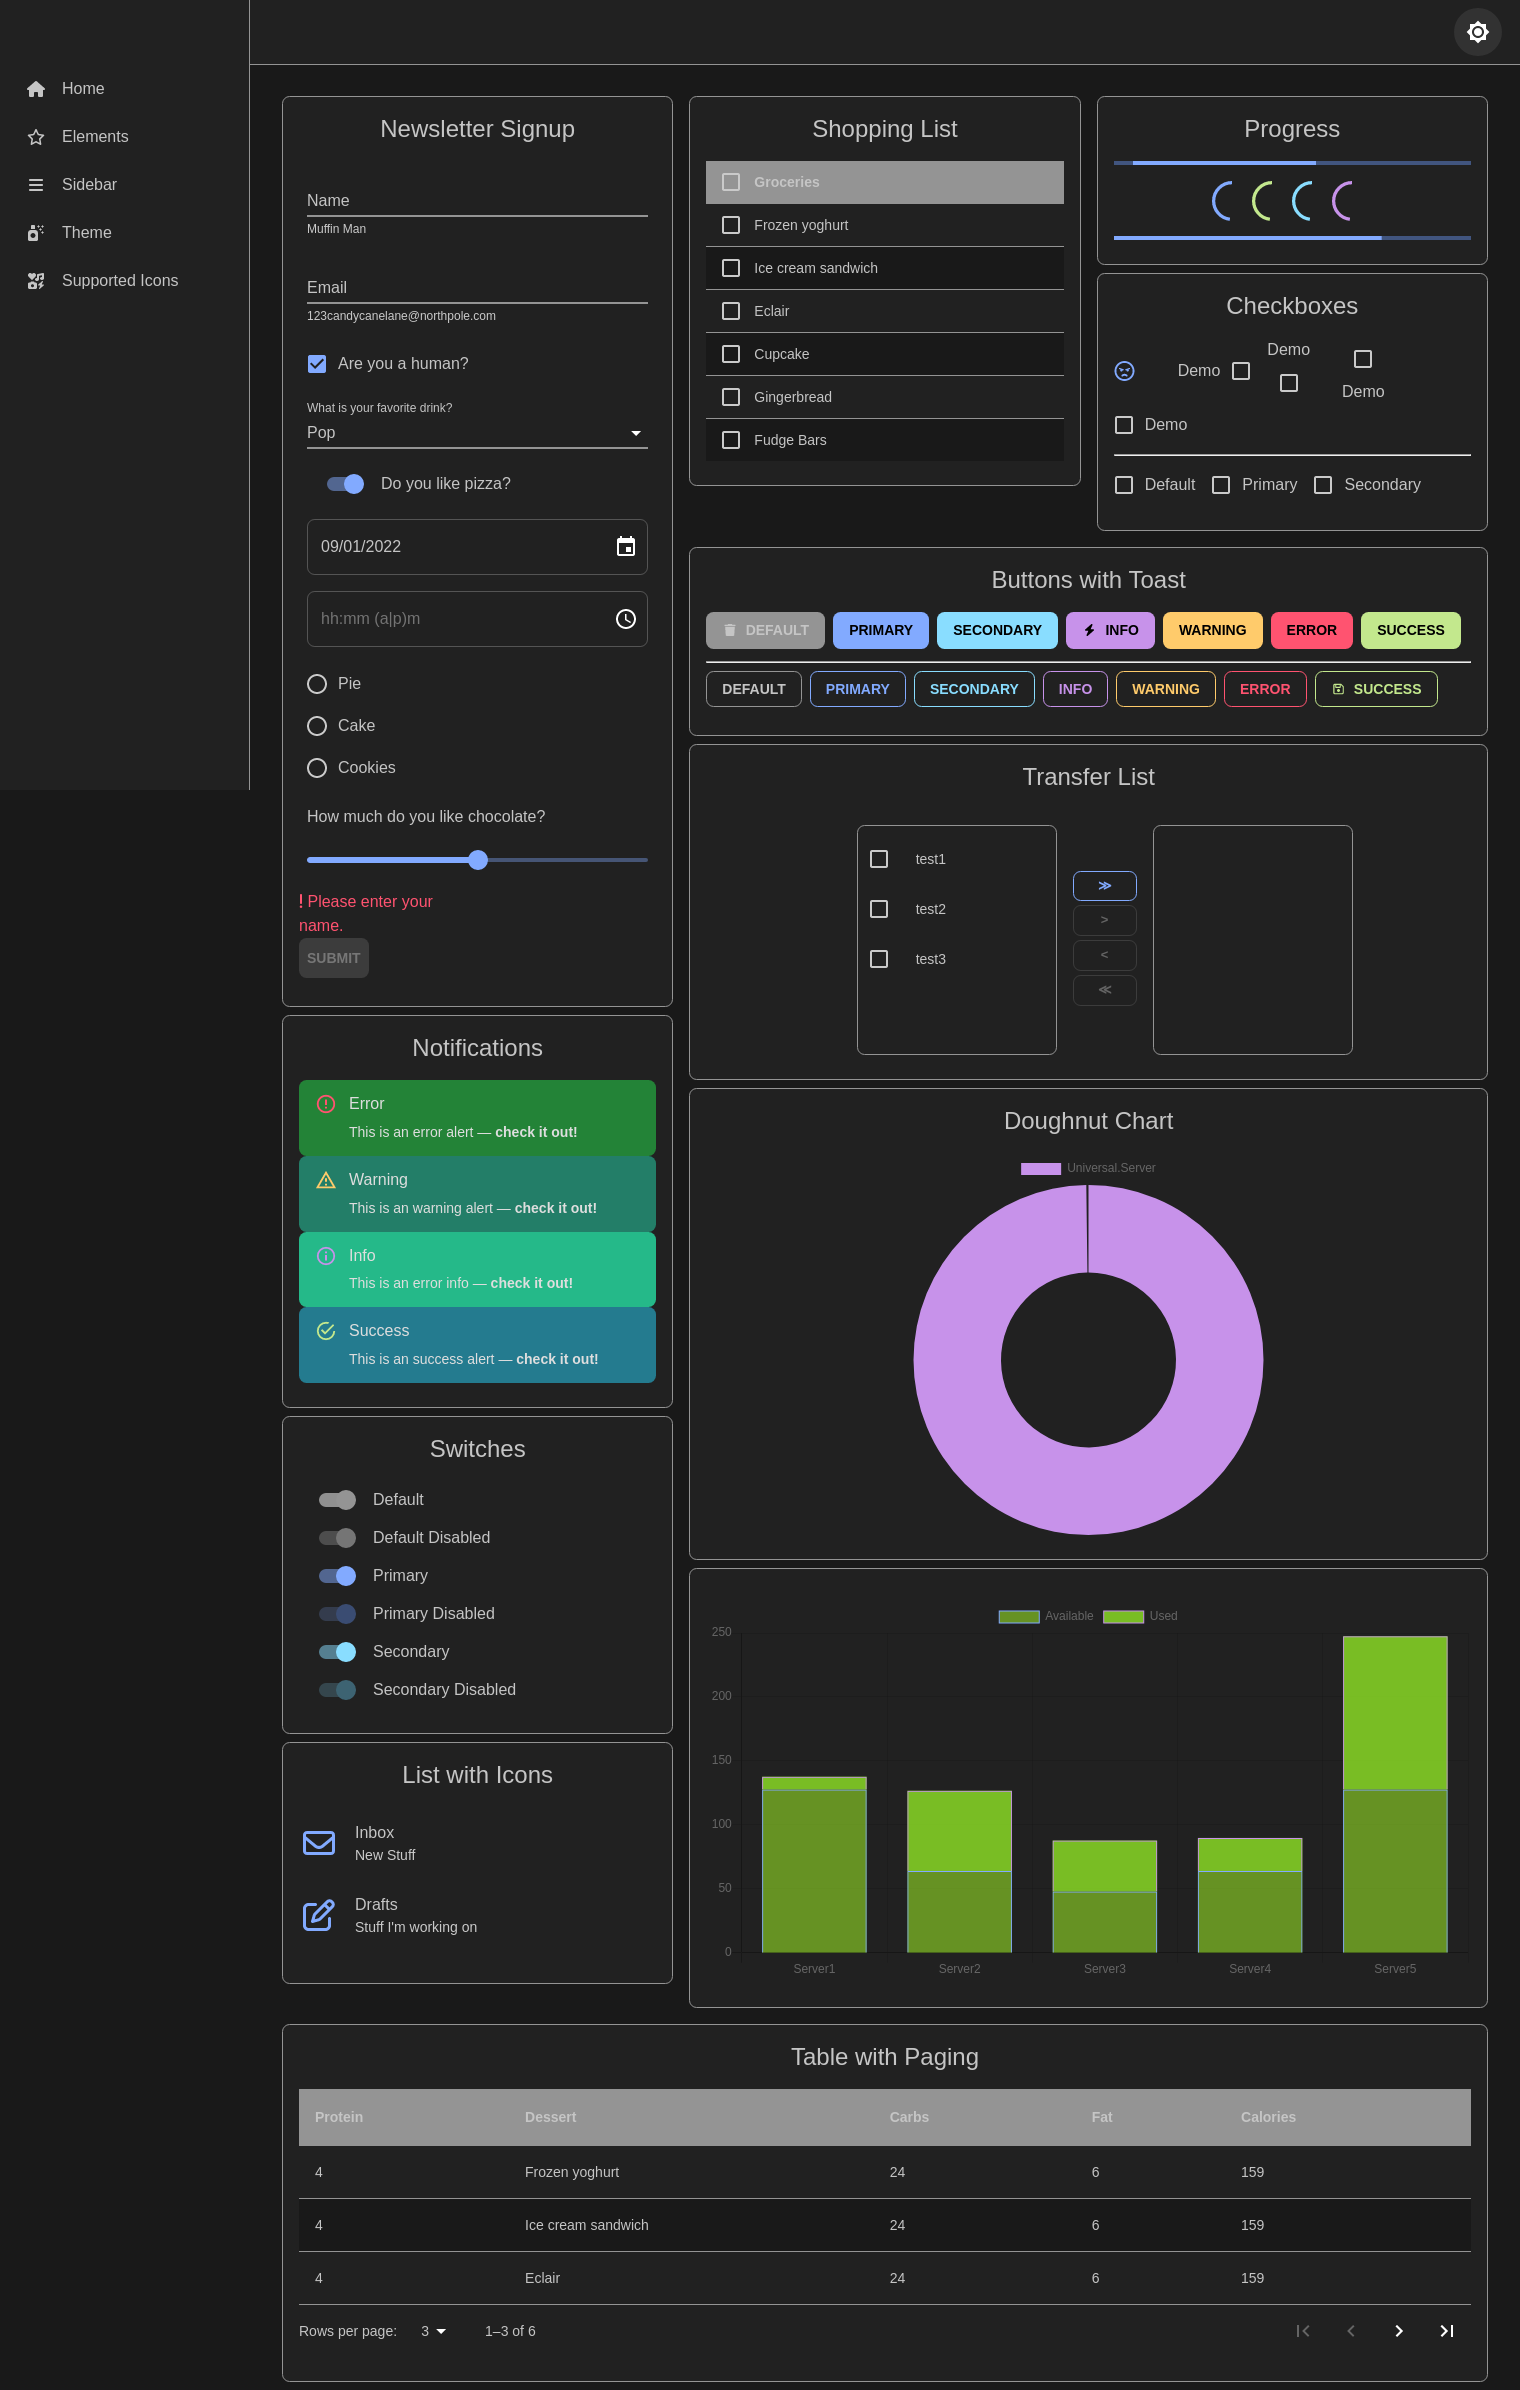 Home
Elements
Sidebar
Theme
Supported Icons
Newsletter Signup
Name
Muffin Man
Email
123candycanelane@northpole.com
Are you a human?
What is your favorite drink?
Pop
Do you like pizza?
09/01/2022
hh:mm (a|p)m
Pie
Cake
Cookies
How much do you like chocolate?
! Please enter your
name.
SUBMIT
Notifications
Error
This is an error alert — check it out!
Warning
This is an warning alert — check it out!
Info
This is an error info — check it out!
Success
This is an success alert — check it out!
Switches
Default
Default Disabled
Primary
Primary Disabled
Secondary
Secondary Disabled
List with Icons
Inbox
New Stuff
Drafts
Stuff I'm working on
Shopping List
Groceries
Frozen yoghurt
Ice cream sandwich
Eclair
Cupcake
Gingerbread
Fudge Bars
Progress
Checkboxes
Demo
Demo
Demo
Demo
Default Primary Secondary
Buttons with Toast
DEFAULT PRIMARY SECONDARY INFO WARNING ERROR SUCCESS
DEFAULT PRIMARY SECONDARY INFO WARNING ERROR SUCCESS
Transfer List
test1
test2
test3
≫
>
<
≪
Doughnut Chart
Universal.Server
Available Used
250
200
150
100
50
0
Server1 Server2 Server3 Server4 Server5
Table with Paging
Protein Dessert Carbs Fat Calories
4 Frozen yoghurt 24 6 159
4 Ice cream sandwich 24 6 159
4 Eclair 24 6 159
Rows per page: 3 1–3 of 6